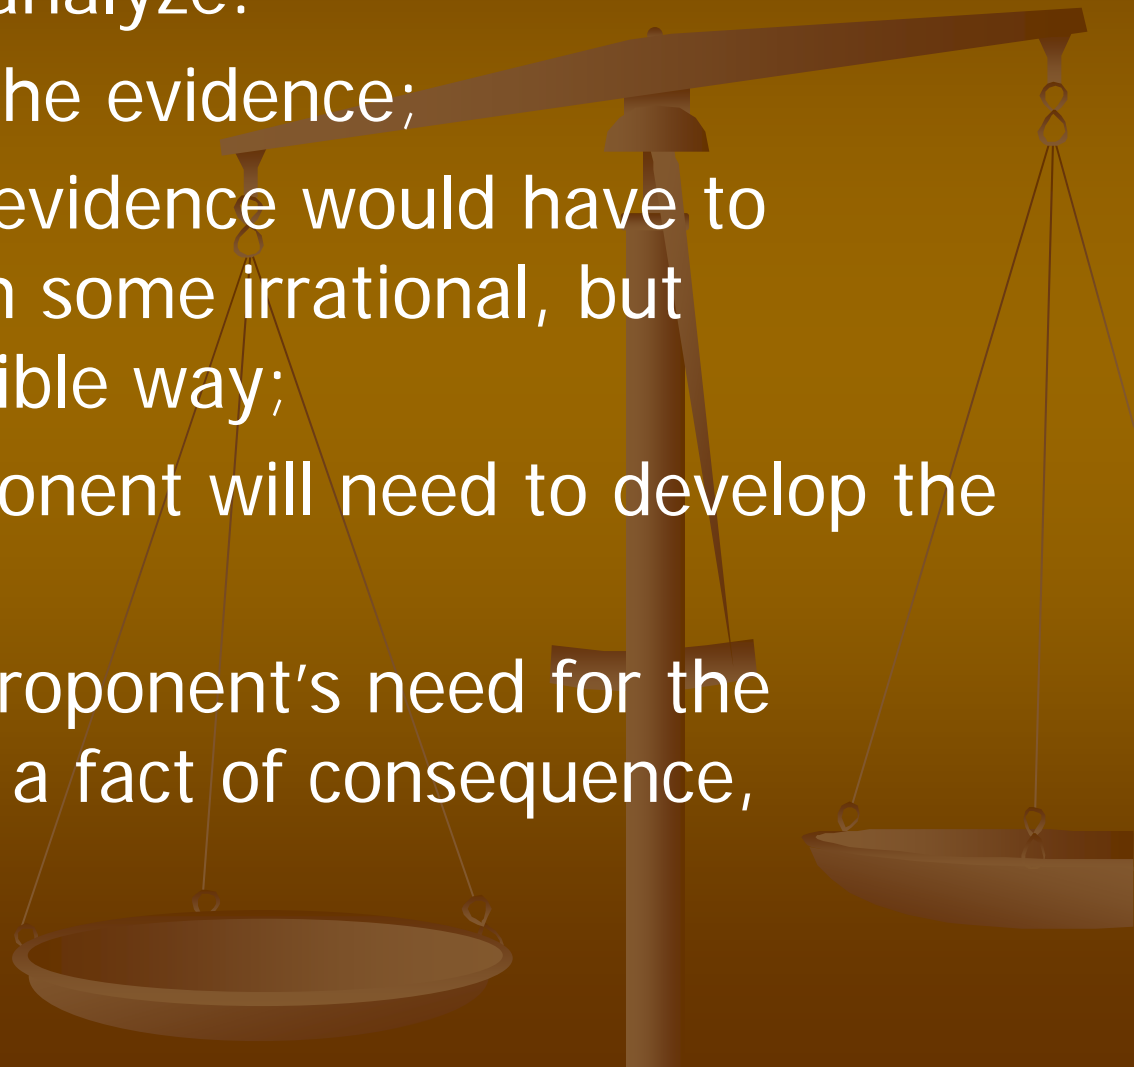 analyze:
he evidence;
evidence would have to
n some irrational, but
ible way;
onent will need to develop the
roponent's need for the
a fact of consequence,